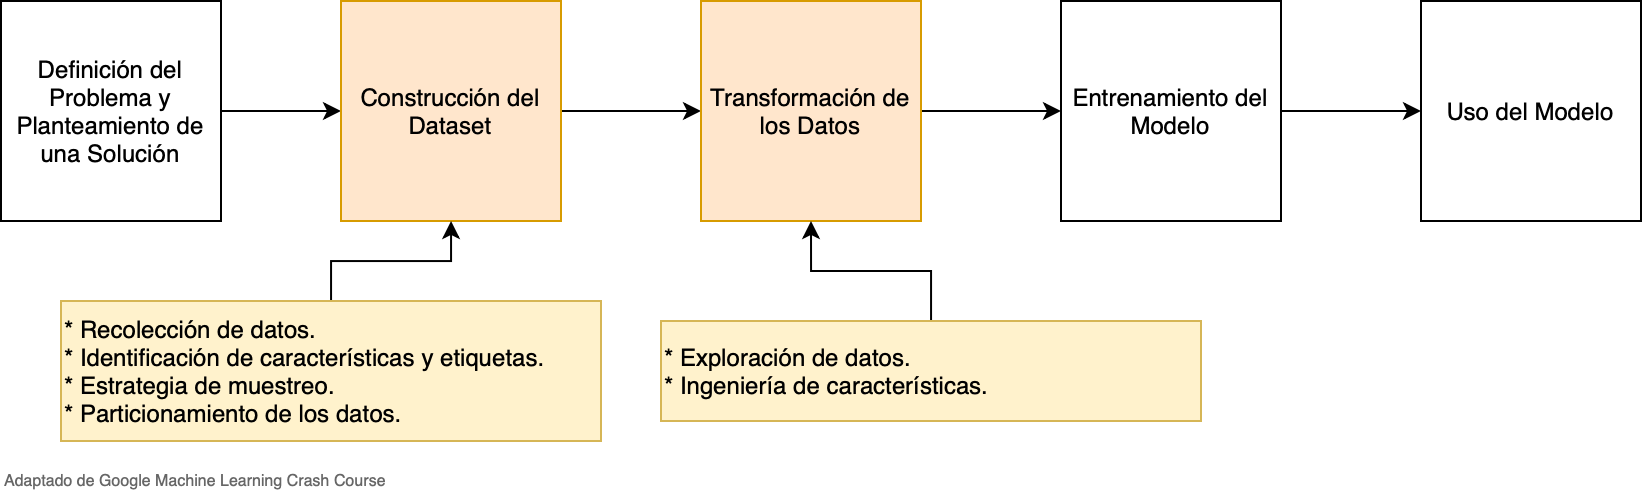 Definición del
Problema y
Planteamiento de
una Solución
Construcción del
Dataset
Transformación de
los Datos
Entrenamiento del
Modelo
Uso del Modelo
* Recolección de datos.
* Identificación de características y etiquetas.
* Estrategia de muestreo.
* Particionamiento de los datos.
* Exploración de datos.
* Ingeniería de características.
Adaptado de Google Machine Learning Crash Course